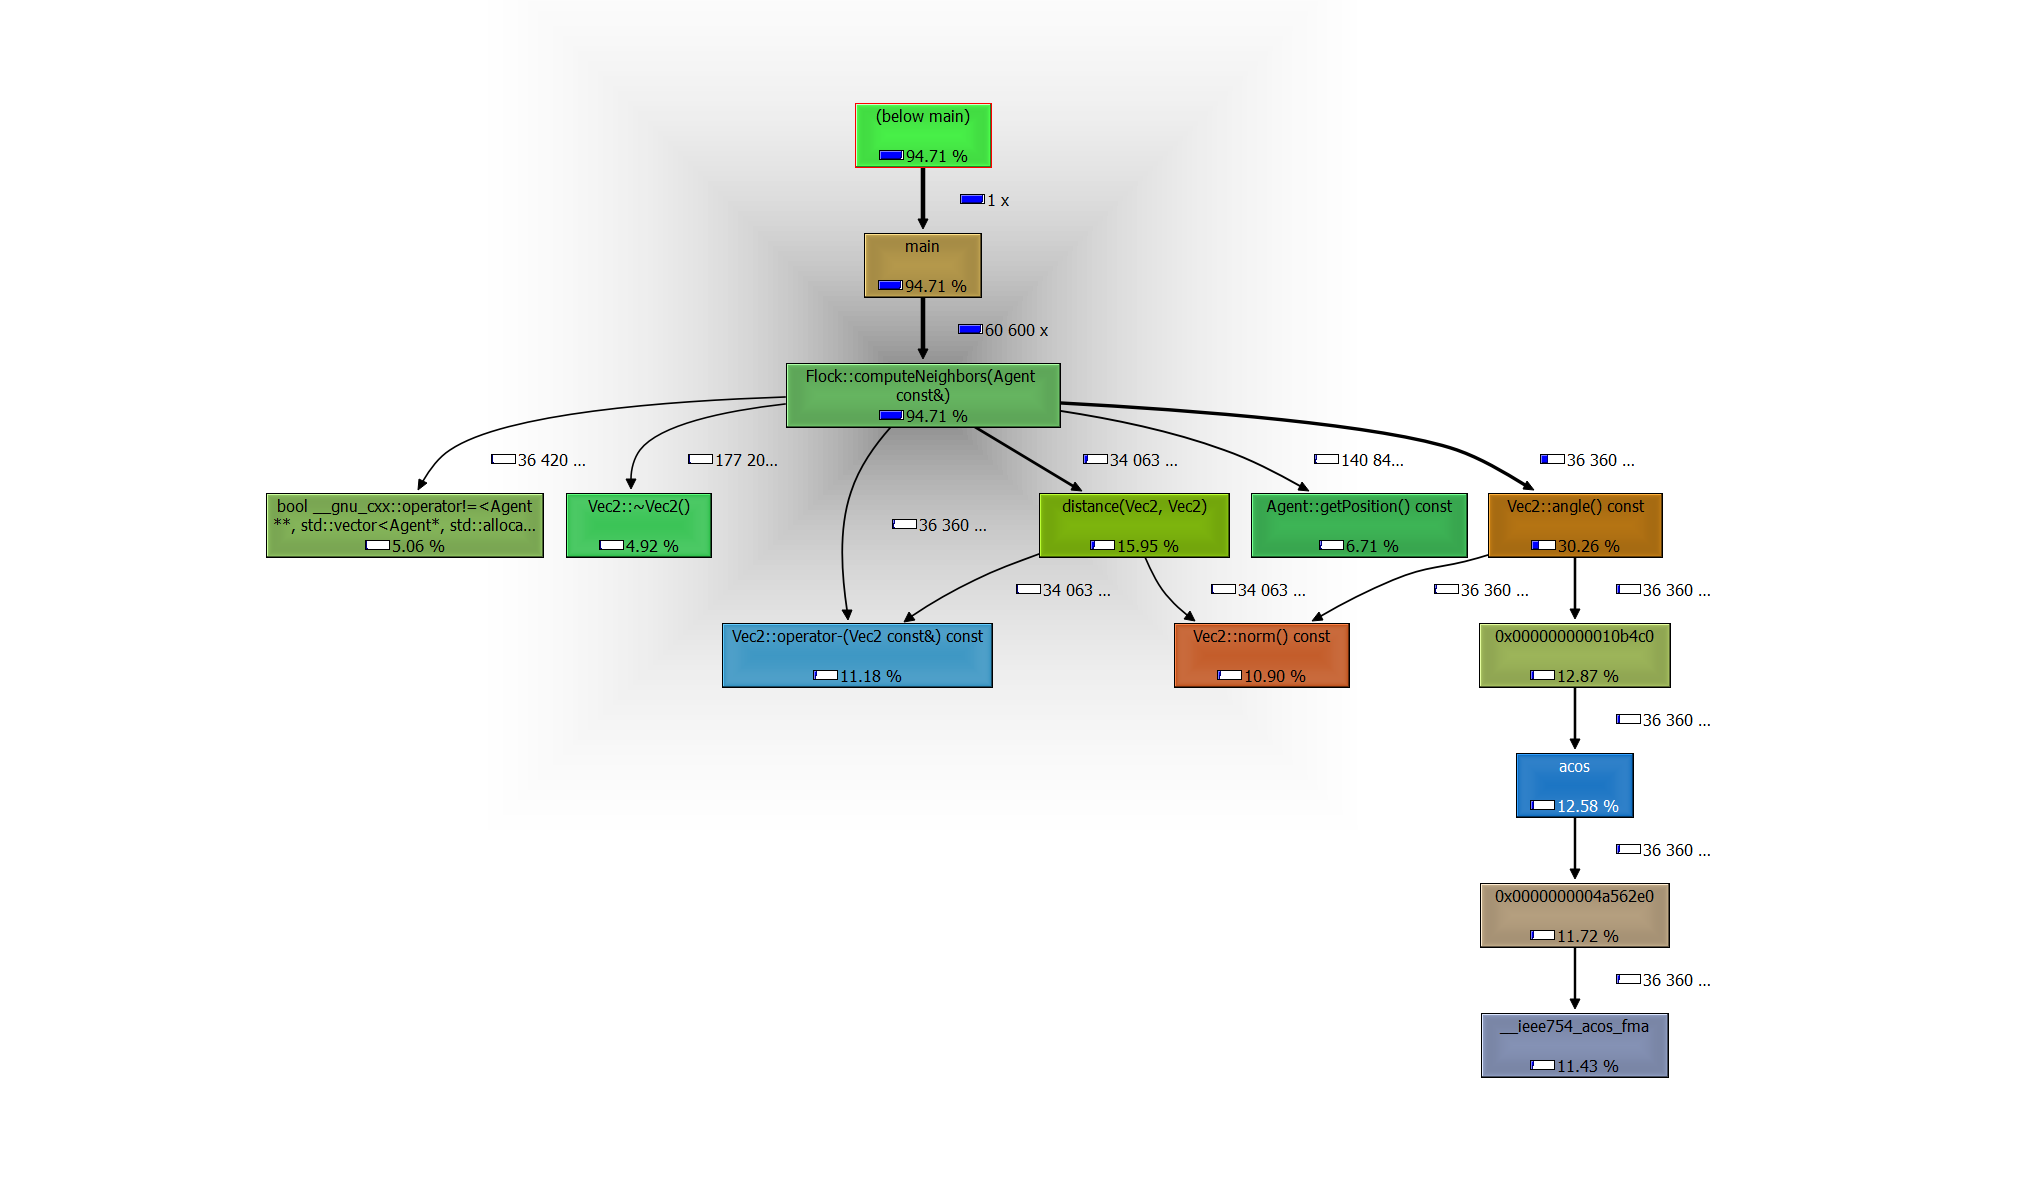 (below main)
94.71 %
1 x
main
94.71 %
60 600 x
Flock::computeNeighbors(Agent
const&)
94.71 %
36 420 ...
177 20...
34 063 ...
140 84...
36 360 ...
bool __gnu_cxx::operator!=<Agent
**, std::vector<Agent*, std::alloca...
5.06 %
Vec2::~Vec2()
4.92 %
36 360 ...
distance(Vec2, Vec2)
15.95 %
Agent::getPosition() const
6.71 %
Vec2::angle() const
30.26 %
34 063 ...
34 063 ...
36 360 ...
36 360 ...
Vec2::operator-(Vec2 const&) const
11.18 %
Vec2::norm() const
10.90 %
0x000000000010b4c0
12.87 %
36 360 ...
acos
12.58 %
36 360 ...
0x0000000004a562e0
11.72 %
36 360 ...
__ieee754_acos_fma
11.43 %